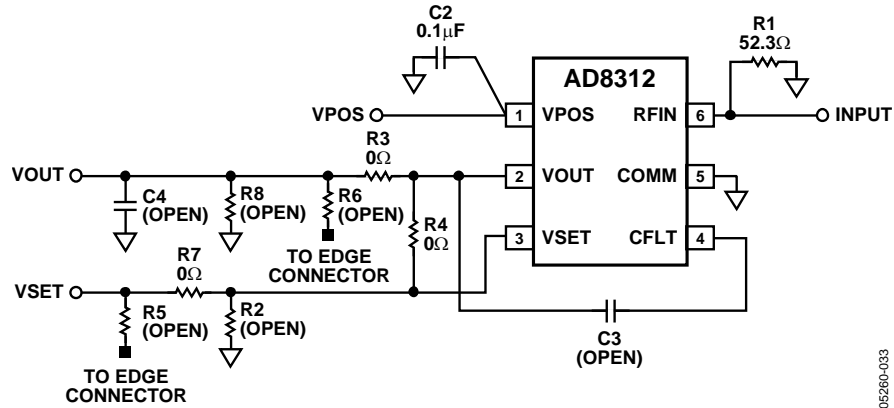 C2
0.1μF
R1
52.3Ω
AD8312
VPOS
1
VPOS
RFIN
6
INPUT
R3
0Ω
VOUT
2
VOUT
COMM
5
C4
(OPEN)
R8
(OPEN)
R6
(OPEN)
R4
0Ω
3
VSET
CFLT
4
TO EDGE
CONNECTOR
R7
0Ω
VSET
R5
(OPEN)
R2
(OPEN)
C3
(OPEN)
TO EDGE
CONNECTOR
05260-033